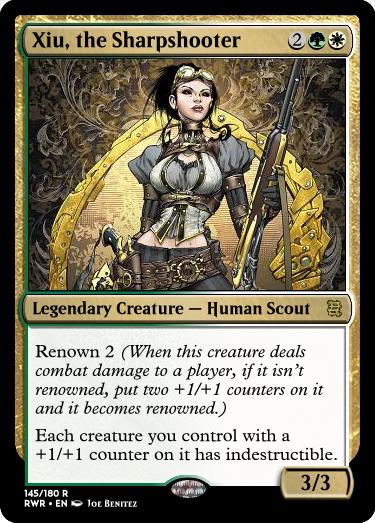 Xiu, the Sharpshooter 2
Legendary Creature — Human Scout
Renown 2 (When this creature deals
combat damage to a player, if it isn't
renowned, put two +1/+1 counters on it
and it becomes renowned.)
Each creature you control with a
+1/+1 counter on it has indestructible.
3/3
145/180 R
RWR • EN Joe Benitez